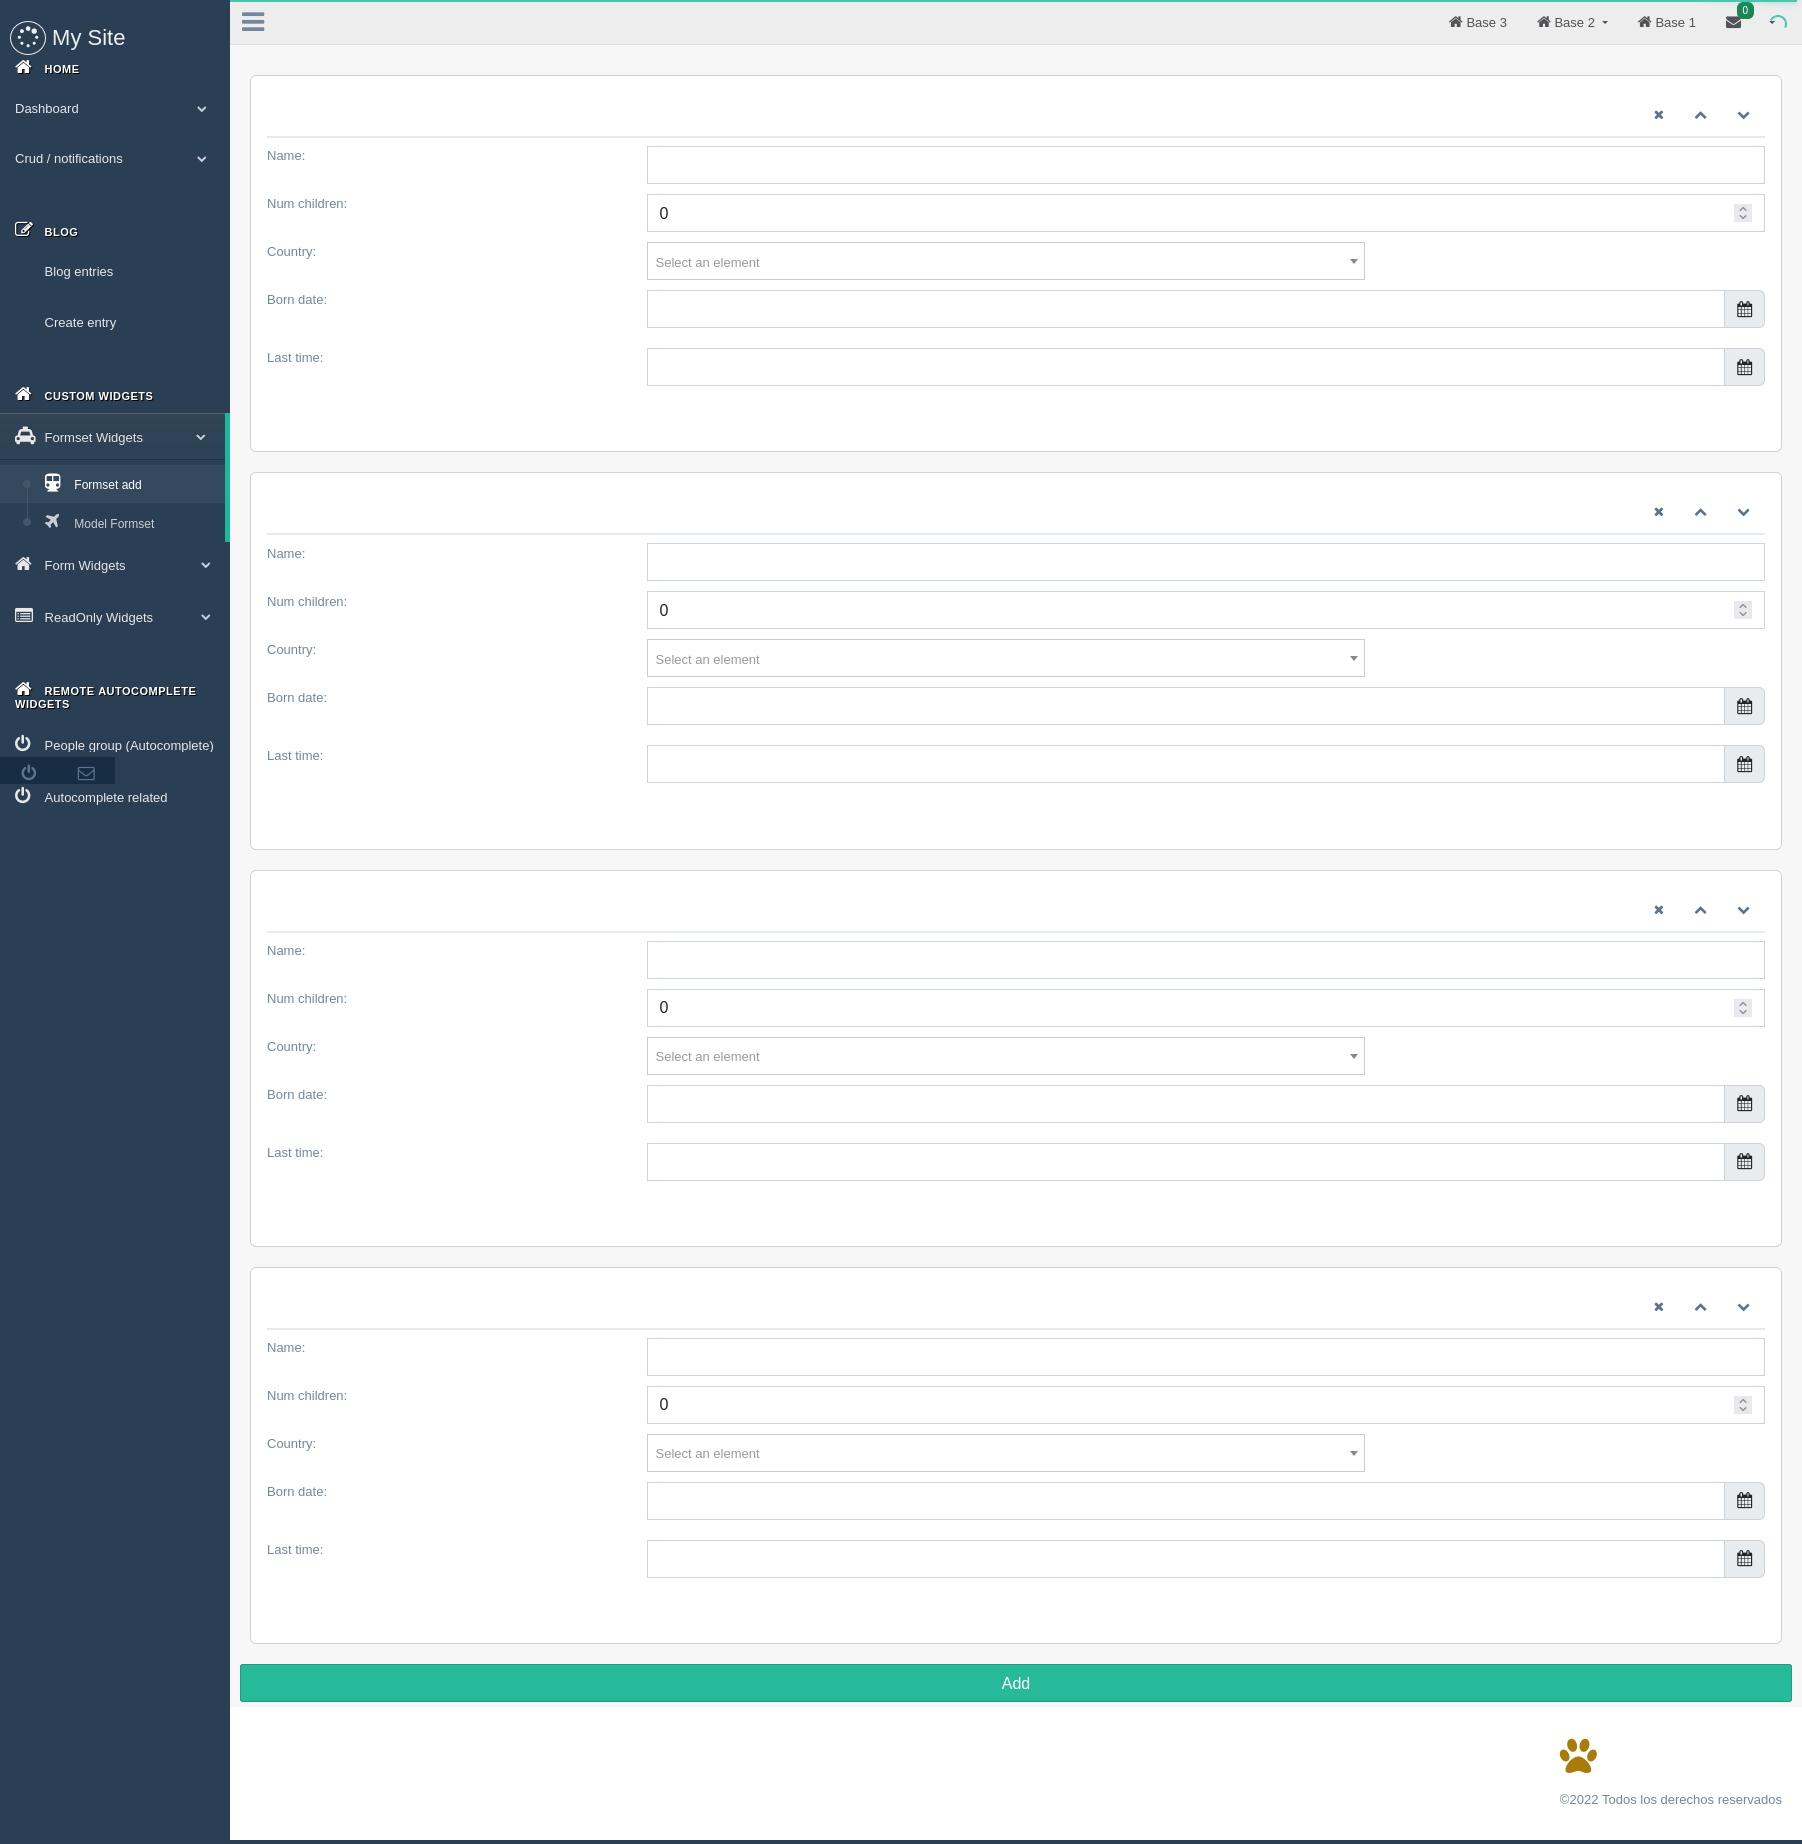 My Site
HOME
Dashboard
Crud / notifications
BLOG
Blog entries
Create entry
CUSTOM WIDGETS
Formset Widgets
Formset add
Model Formset
Form Widgets
ReadOnly Widgets
REMOTE AUTOCOMPLETE
WIDGETS
People group (Autocomplete)
Autocomplete related
Base 3 Base 2 Base 1 0
Name:
Num children: 0
Country: Select an element
Born date:
Last time:
Name:
Num children: 0
Country: Select an element
Born date:
Last time:
Name:
Num children: 0
Country: Select an element
Born date:
Last time:
Name:
Num children: 0
Country: Select an element
Born date:
Last time:
Add
©2022 Todos los derechos reservados